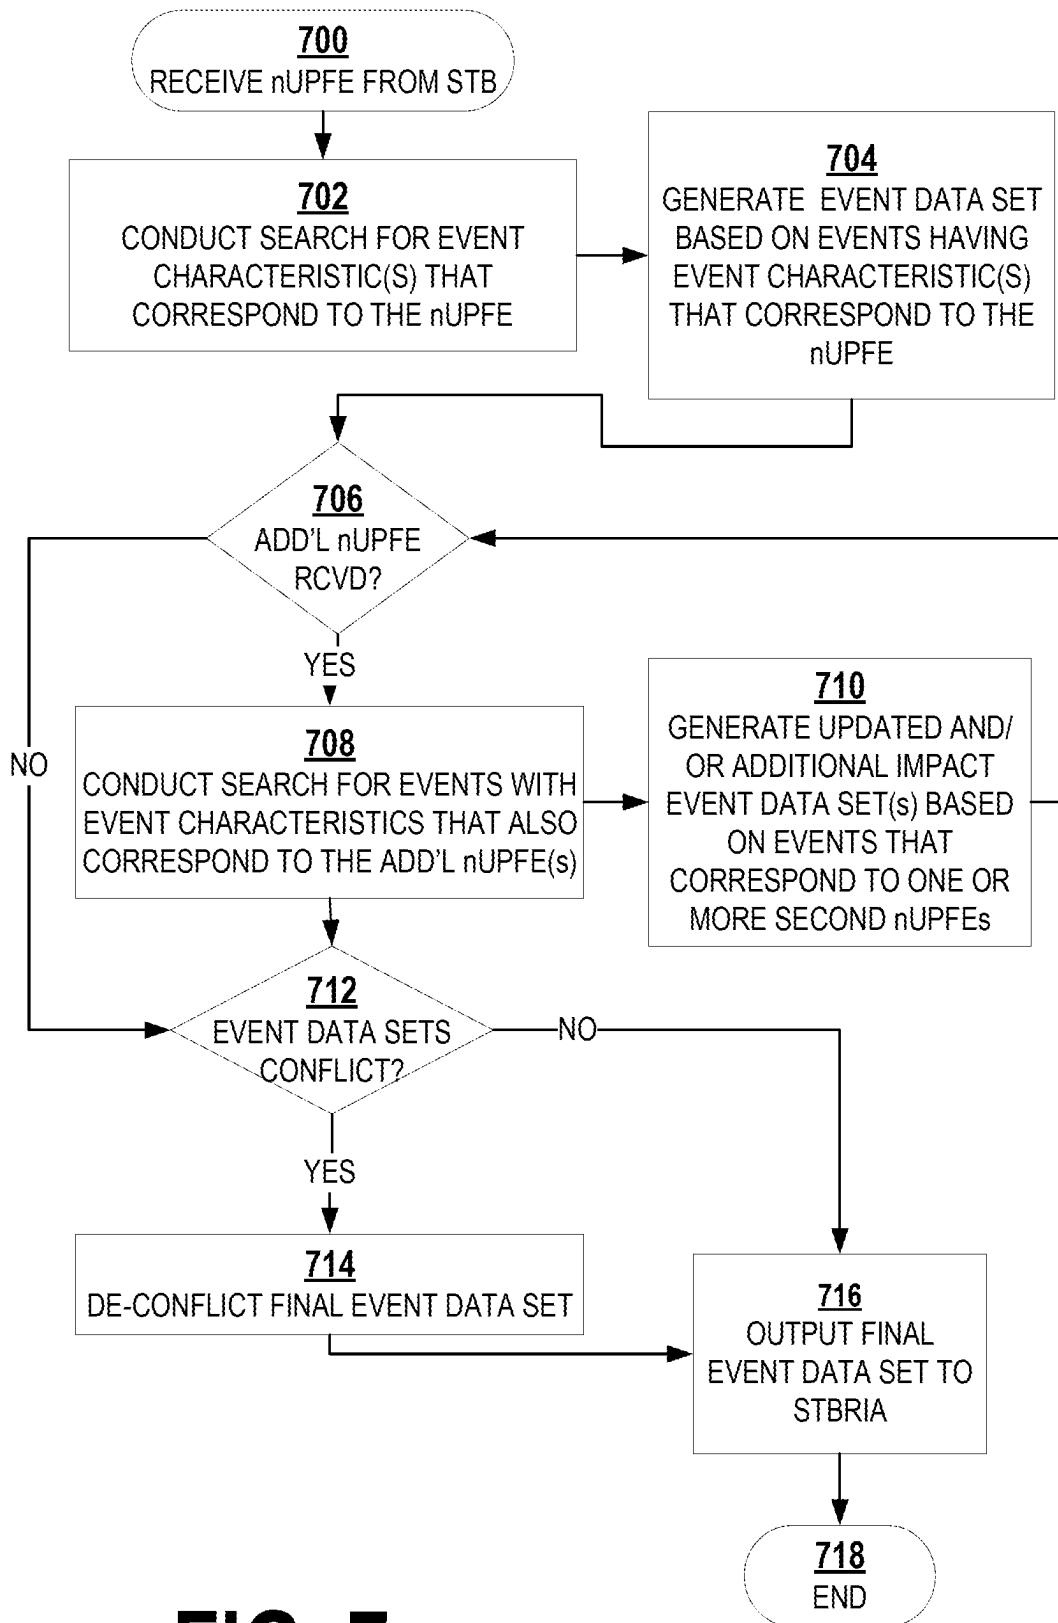 700
RECEIVE nUPFE FROM STB
702
CONDUCT SEARCH FOR EVENT
CHARACTERISTIC(S) THAT
CORRESPOND TO THE nUPFE
704
GENERATE EVENT DATA SET
BASED ON EVENTS HAVING
EVENT CHARACTERISTIC(S)
THAT CORRESPOND TO THE
nUPFE
706
ADD'L nUPFE
RCVD?
YES
NO
708
CONDUCT SEARCH FOR EVENTS WITH
EVENT CHARACTERISTICS THAT ALSO
CORRESPOND TO THE ADD'L nUPFE(s)
710
GENERATE UPDATED AND/
OR ADDITIONAL IMPACT
EVENT DATA SET(s) BASED
ON EVENTS THAT
CORRESPOND TO ONE OR
MORE SECOND nUPFEs
712
EVENT DATA SETS
CONFLICT?
NO
YES
714
DE-CONFLICT FINAL EVENT DATA SET
716
OUTPUT FINAL
EVENT DATA SET TO
STBRIA
718
END